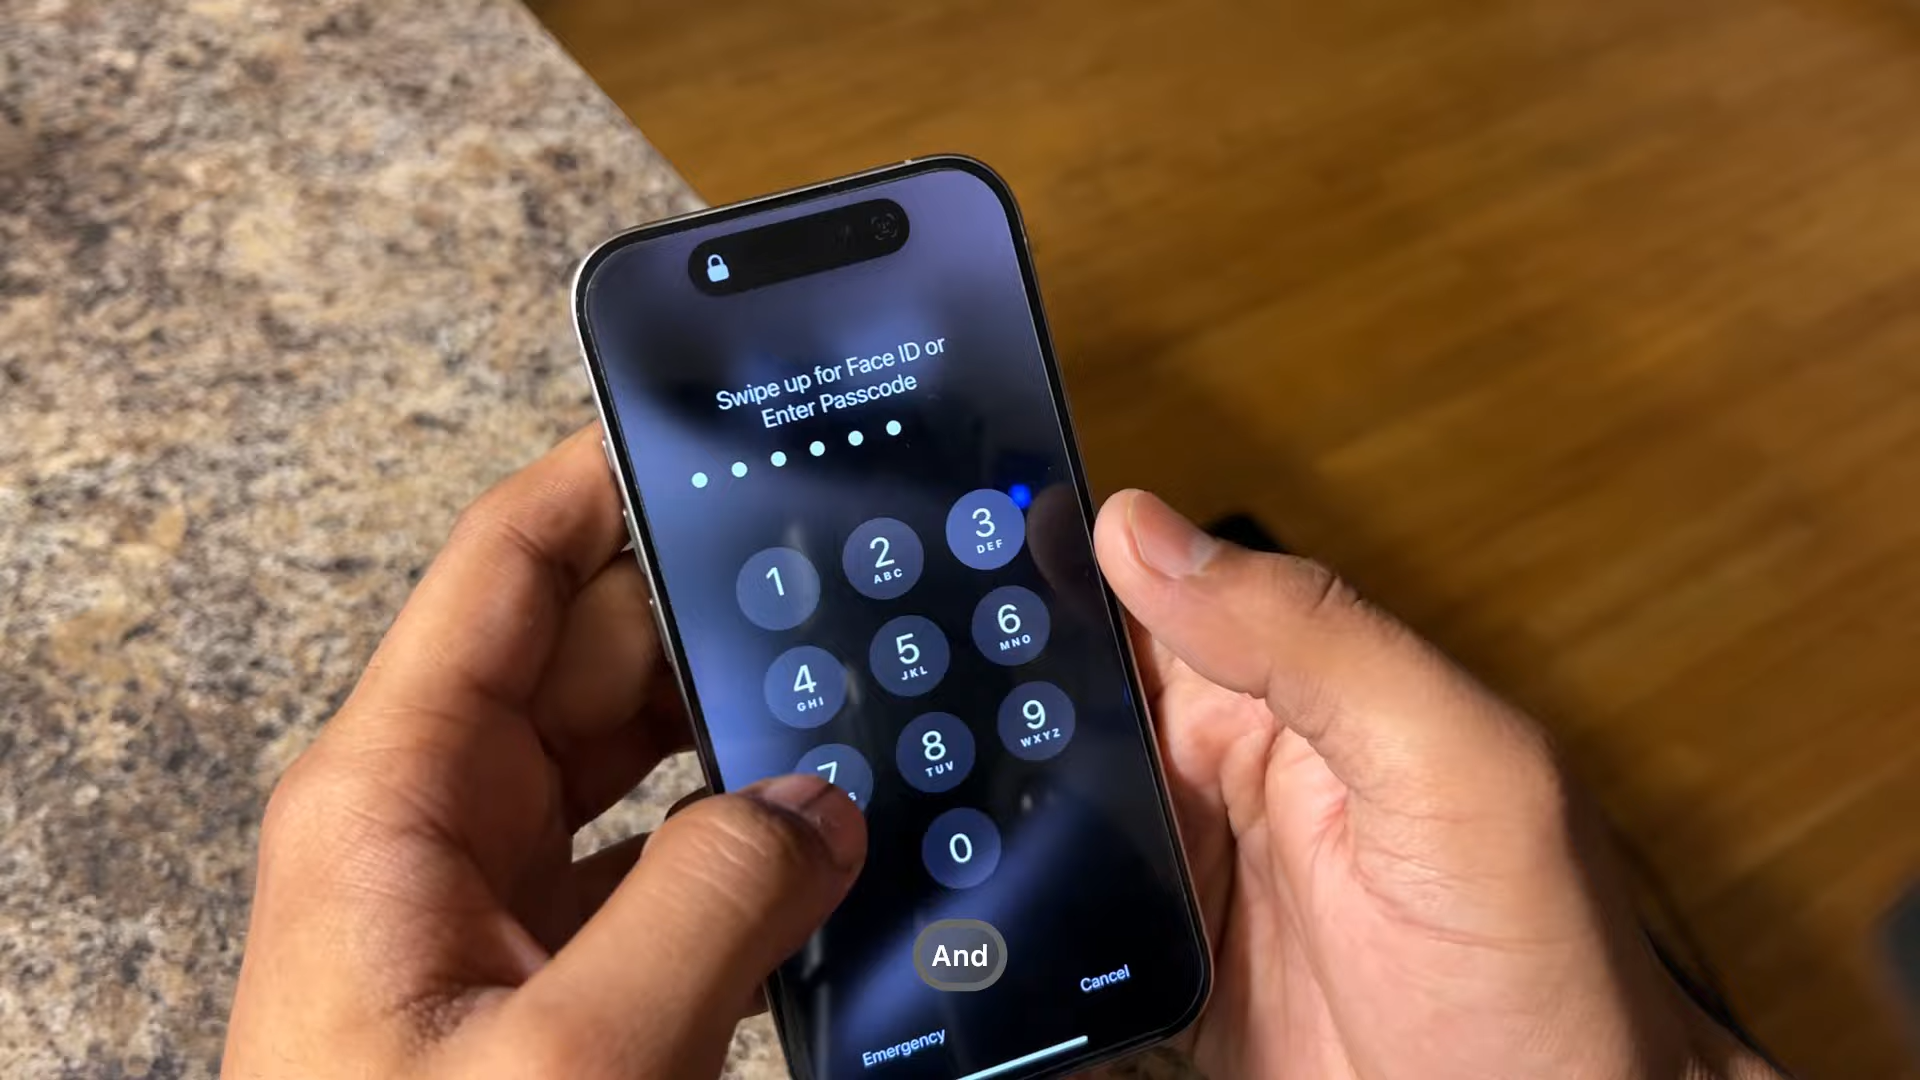 Swipe up for Face ID or
Enter Passcode
1
2
ABC
3
DEF
4
GHI
5
JKL
6
MNO
7
S
8
TUV
9
WXYZ
0
And
Cancel
Emergency